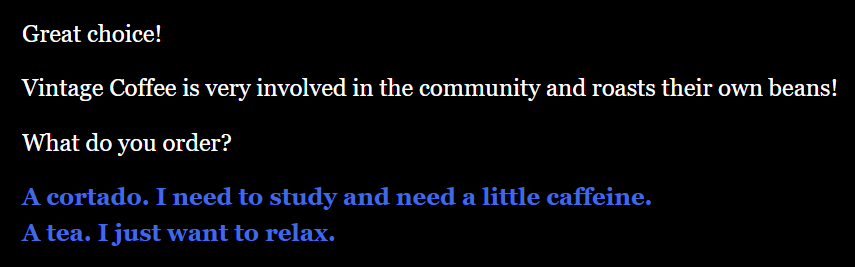 Great choice!
Vintage Coffee is very involved in the community and roasts their own beans!
What do you order?
A cortado. I need to study and need a little caffeine.
A tea. I just want to relax.